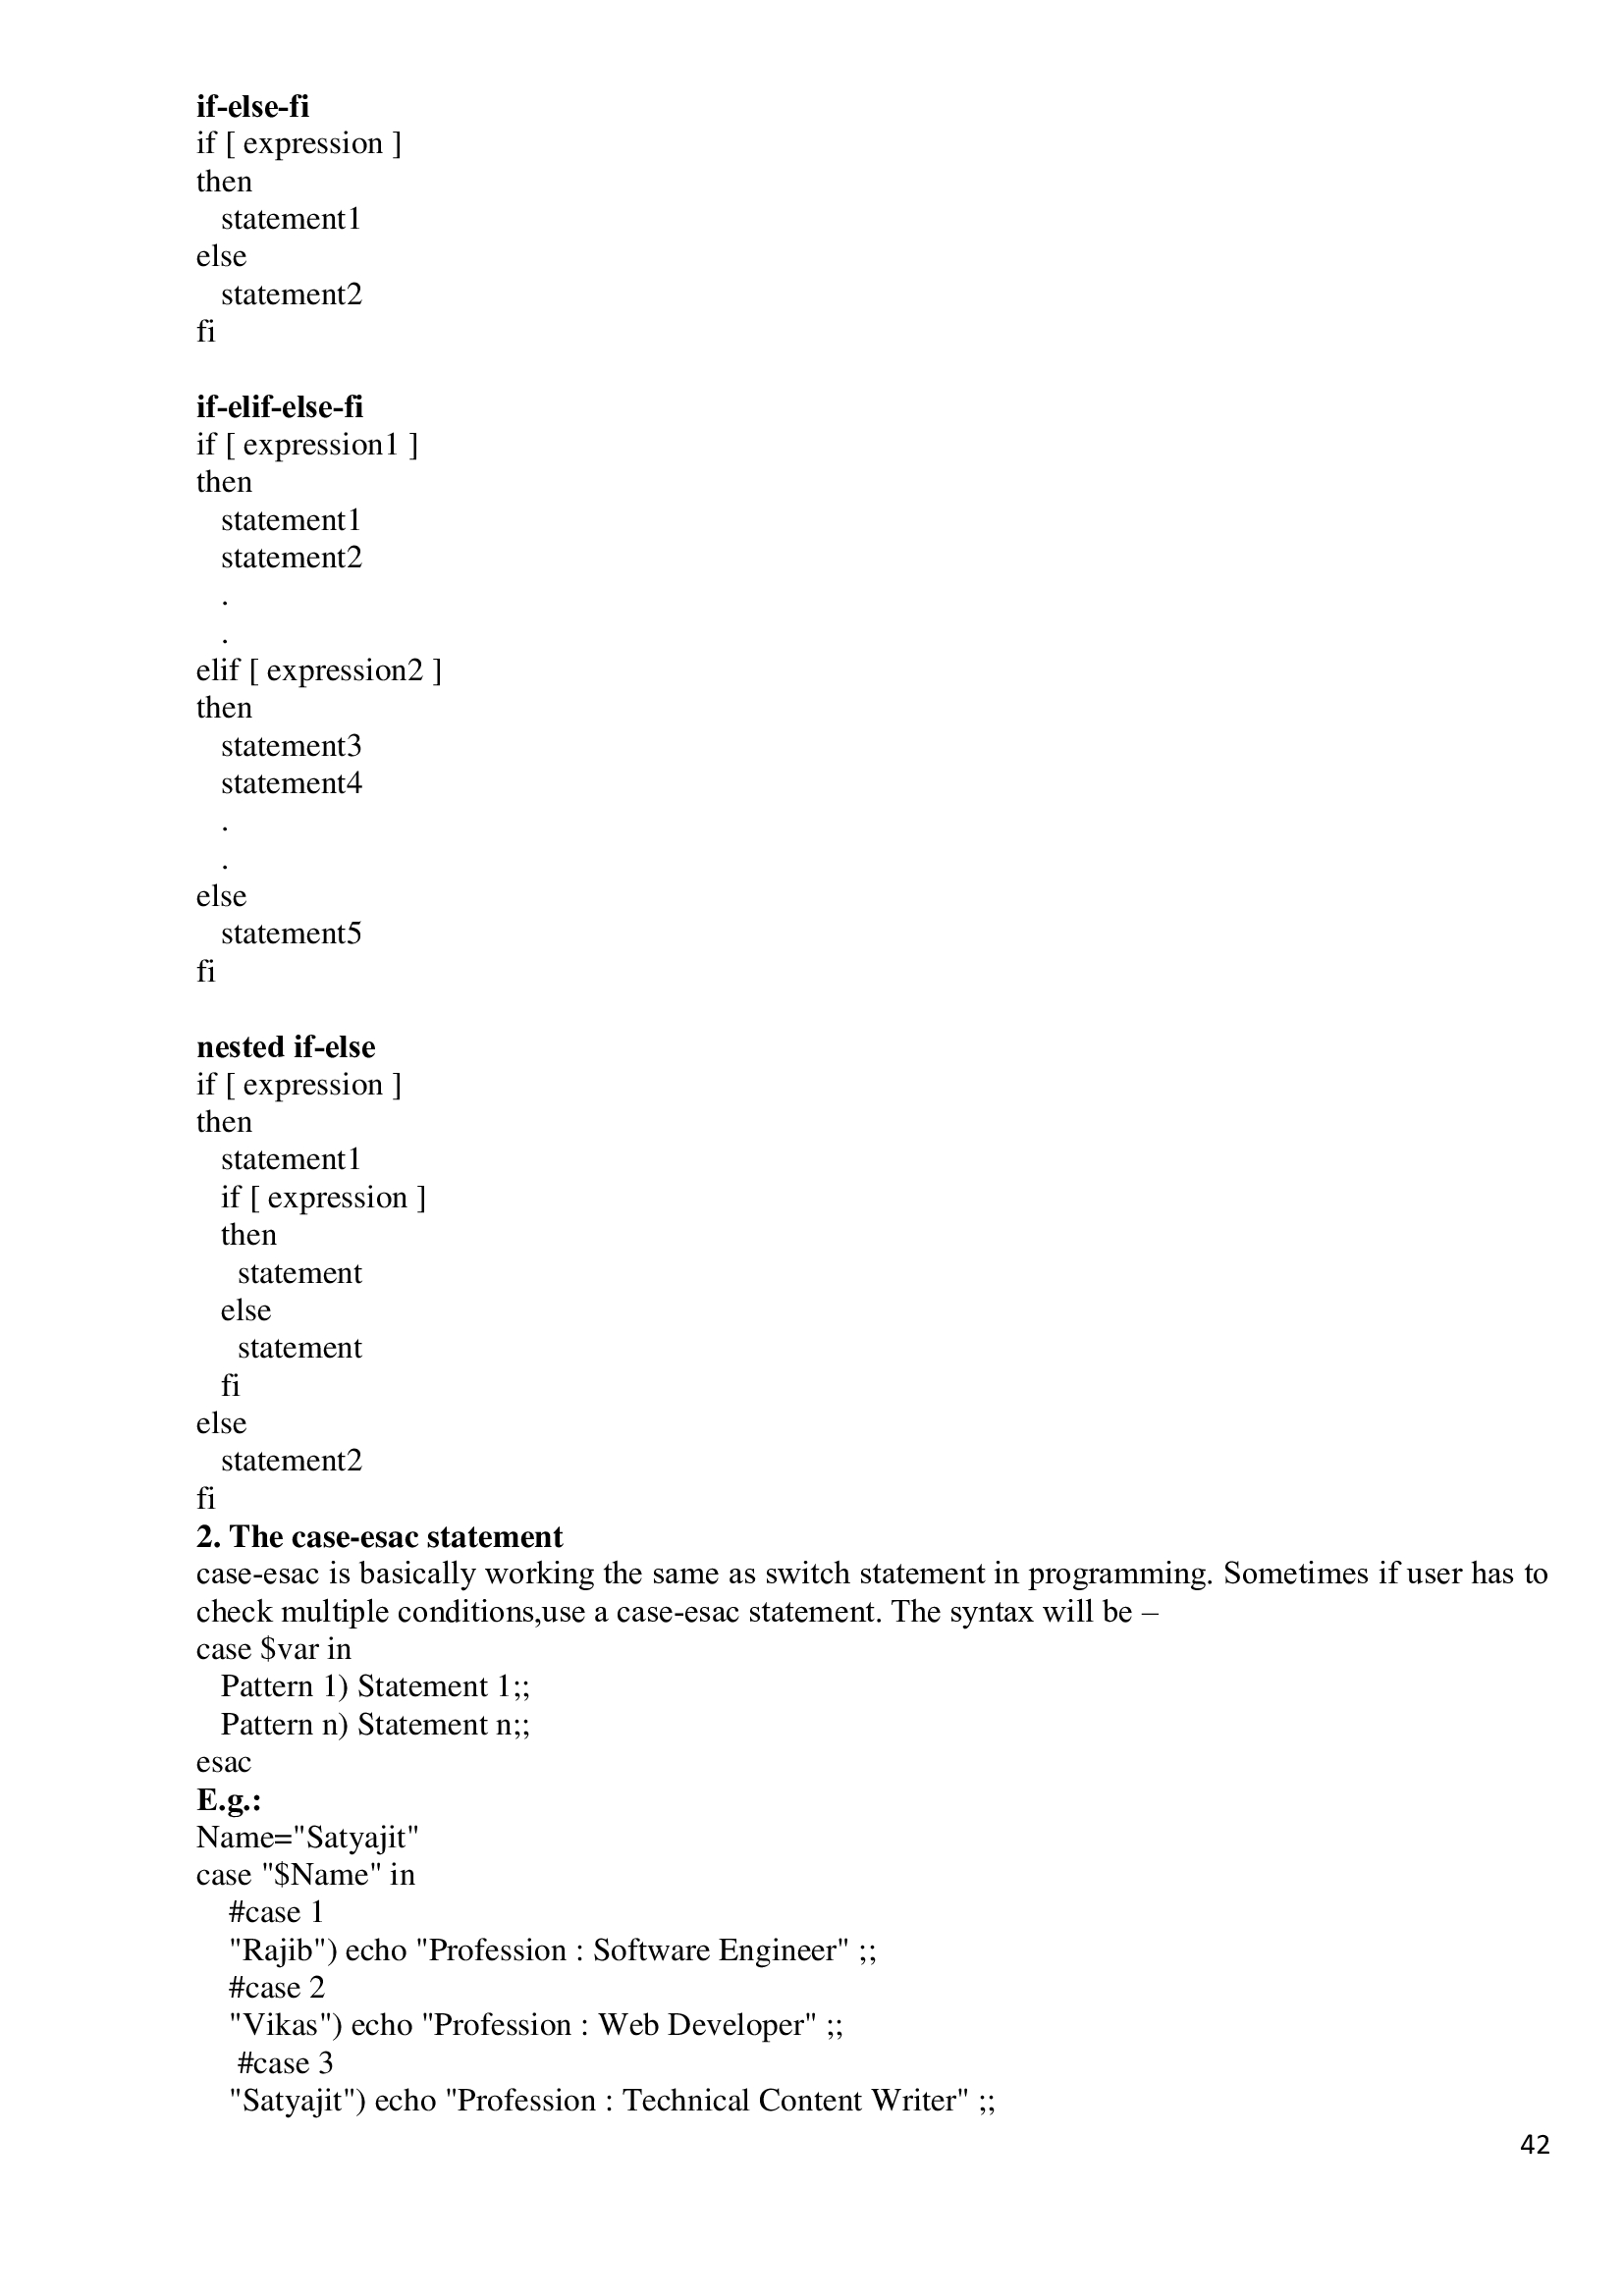 if-else-fi
if [ expression ]
then
   statement1
else
   statement2
fi

if-elif-else-fi
if [ expression1 ]
then
   statement1
   statement2
   .
   .
elif [ expression2 ]
then
   statement3
   statement4
   .
   .
else
   statement5
fi

nested if-else
if [ expression ]
then
   statement1
   if [ expression ]
   then
     statement
   else
     statement
   fi
else
   statement2
fi
2. The case-esac statement
case-esac is basically working the same as switch statement in programming. Sometimes if user has to
check multiple conditions,use a case-esac statement. The syntax will be –
case $var in
   Pattern 1) Statement 1;;
   Pattern n) Statement n;;
esac
E.g.:
Name="Satyajit"
case "$Name" in
    #case 1
    "Rajib") echo "Profession : Software Engineer" ;;
    #case 2
    "Vikas") echo "Profession : Web Developer" ;;
     #case 3
    "Satyajit") echo "Profession : Technical Content Writer" ;;
42